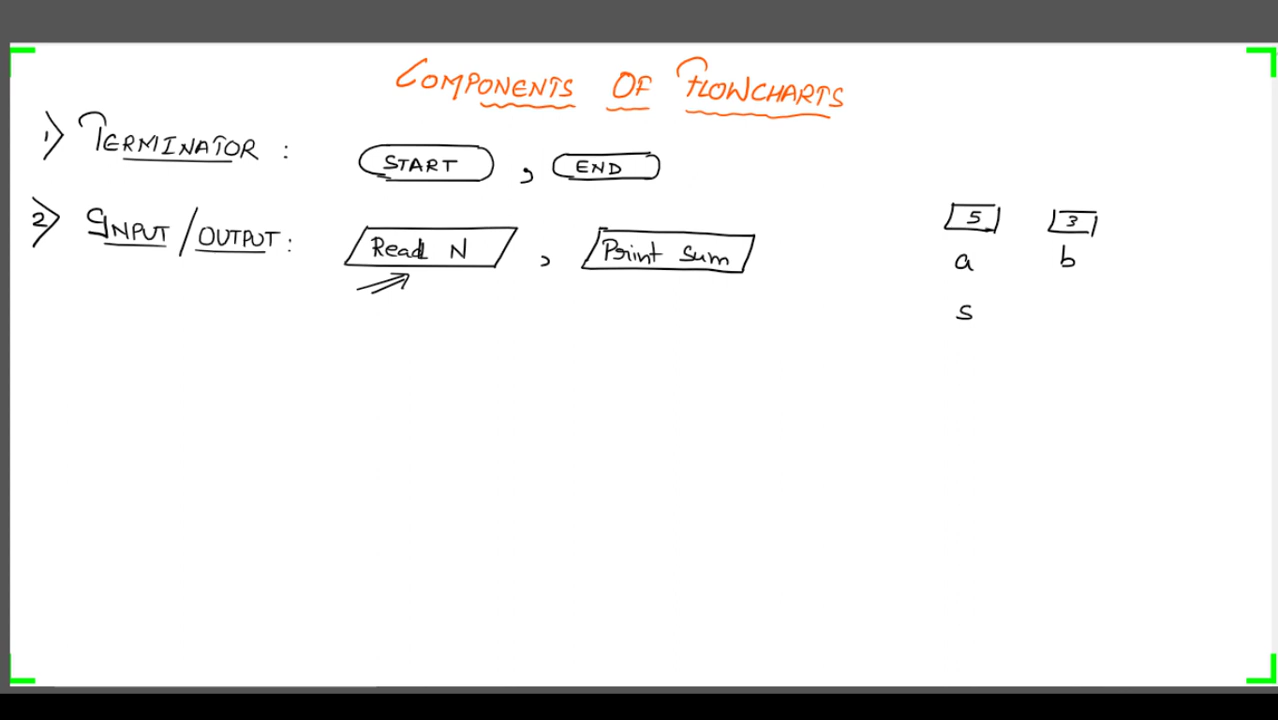 COMPONENTS OF FLOWCHARTS
1) TERMINATOR : START , END
2) INPUT / OUTPUT : Read N , Print Sum
5 3
a b
s